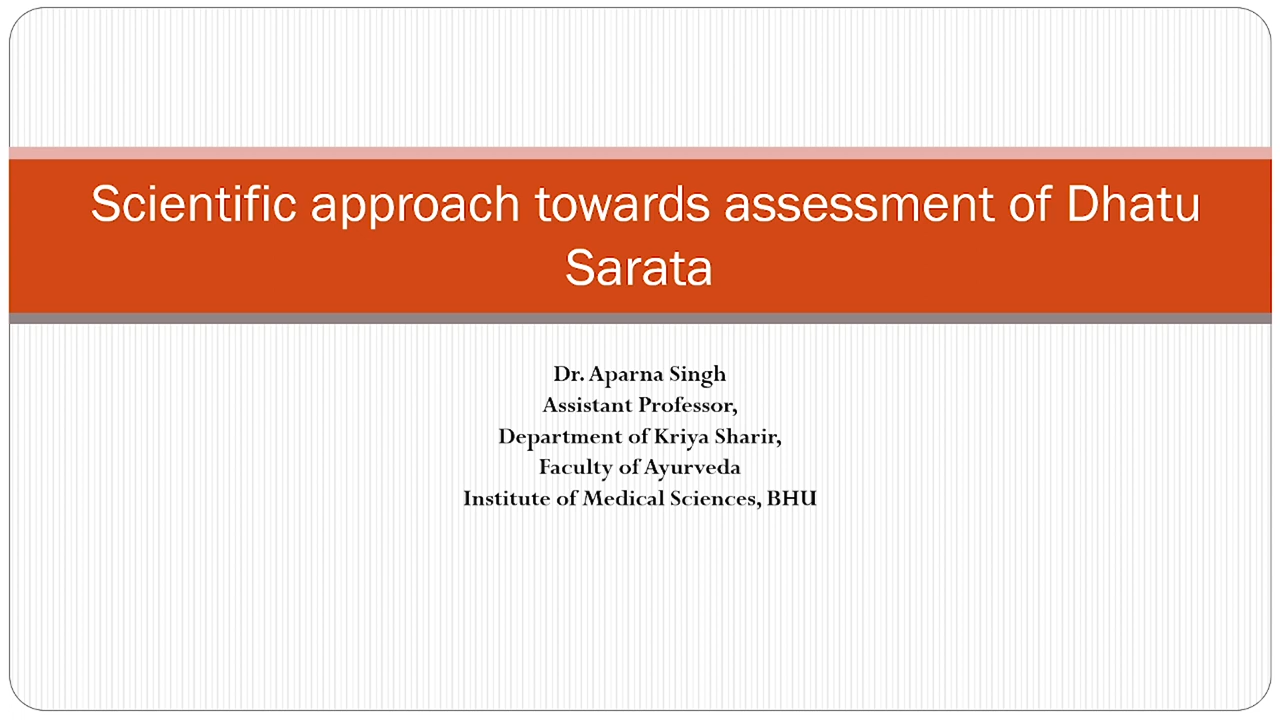 Scientific approach towards assessment of Dhatu
Sarata
Dr. Aparna Singh
Assistant Professor,
Department of Kriya Sharir,
Faculty of Ayurveda
Institute of Medical Sciences, BHU